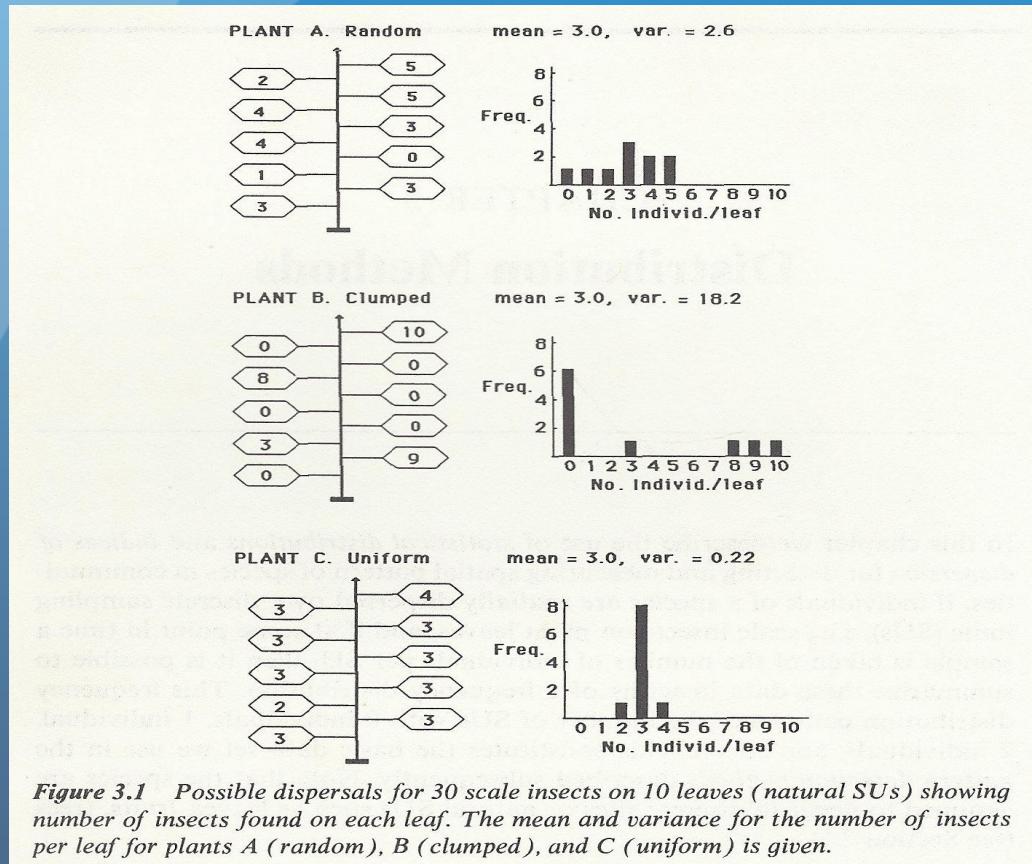 PLANT A. Random
mean = 3.0, var. = 2.6
5
2
5
4
3
4
0
1
3
3
Freq.
8
6
4
2
0 1 2 3 4 5 6 7 8 9 10
No. Individ./leaf
PLANT B. Clumped
mean = 3.0, var. = 18.2
10
0
0
8
0
0
0
3
9
0
Freq.
8
6
4
2
0 1 2 3 4 5 6 7 8 9 10
No. Individ./leaf
PLANT C. Uniform
mean = 3.0, var. = 0.22
4
3
3
3
3
3
3
2
3
3
Freq.
8
6
4
2
0 1 2 3 4 5 6 7 8 9 10
No. Individ./leaf
Figure 3.1 Possible dispersals for 30 scale insects on 10 leaves (natural SUs) showing
number of insects found on each leaf. The mean and variance for the number of insects
per leaf for plants A (random), B (clumped), and C (uniform) is given.